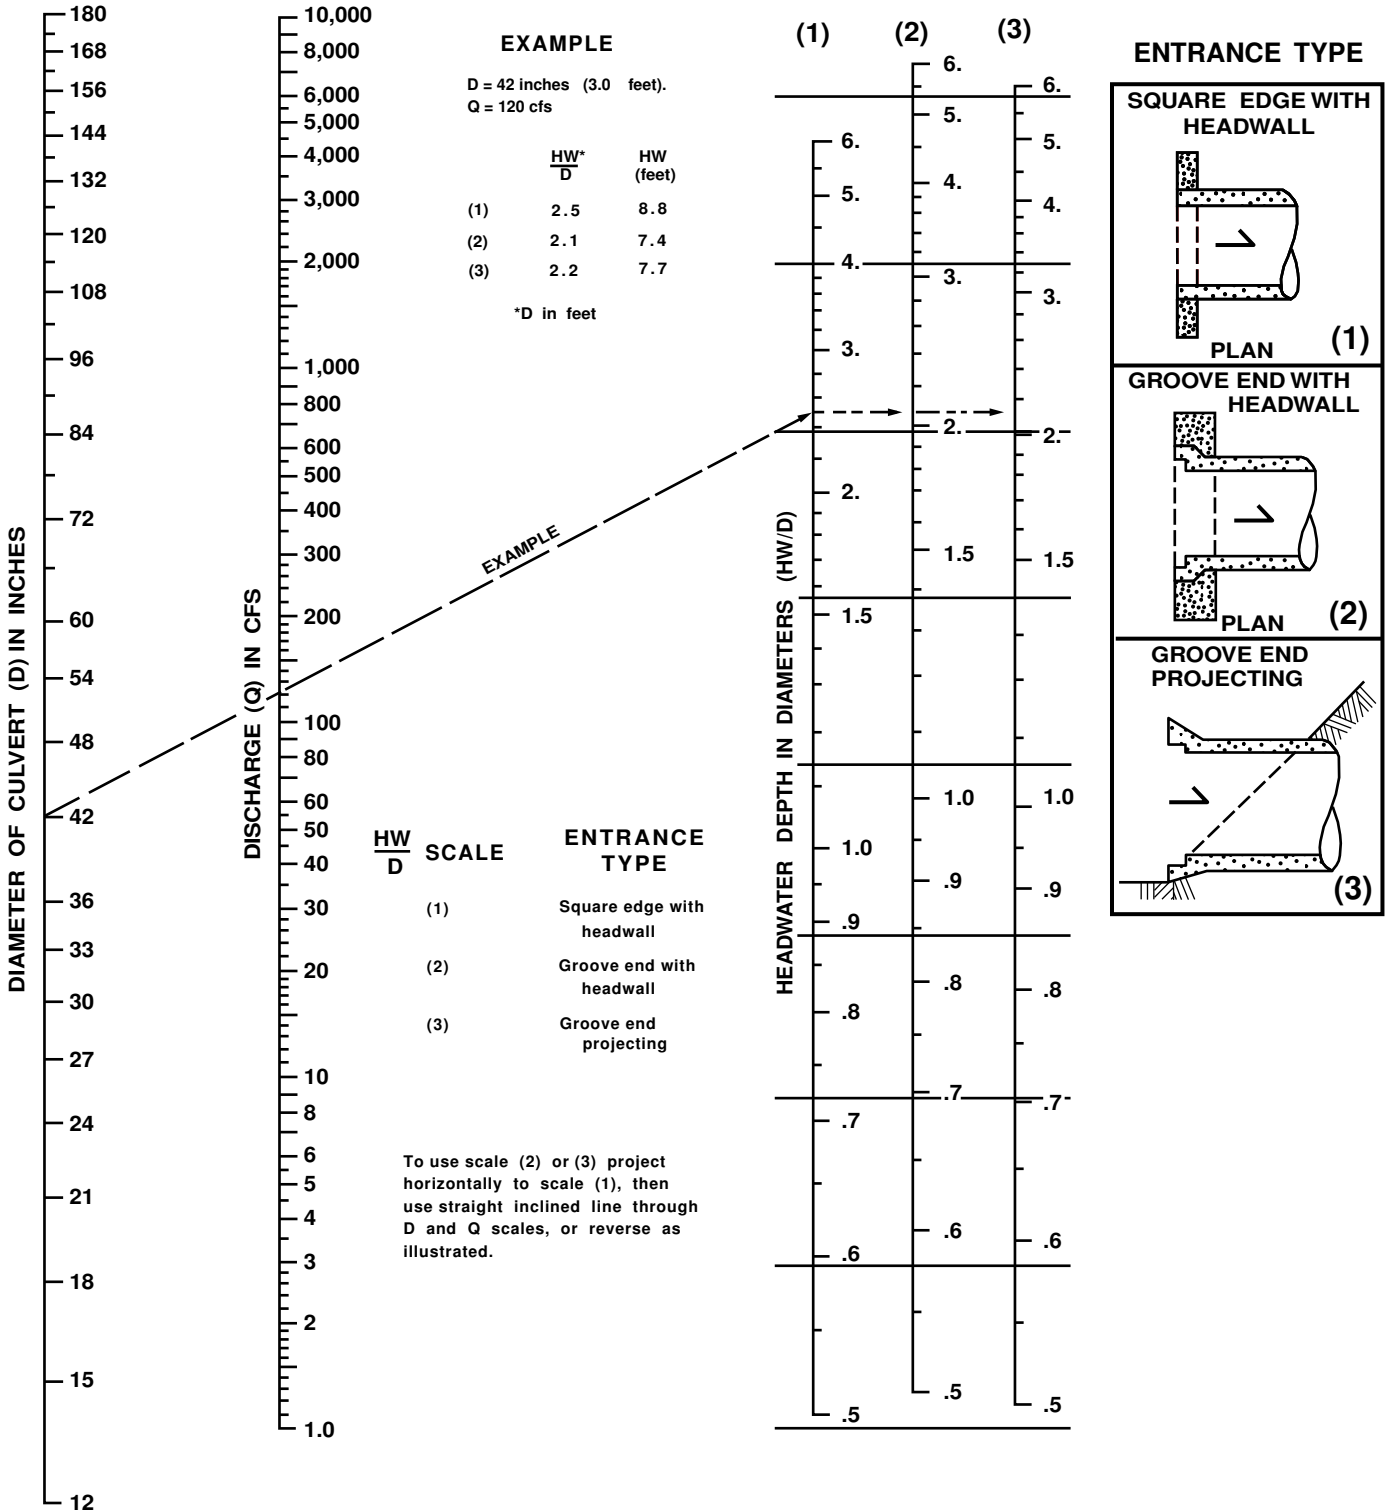 EXAMPLE
D = 42 inches (3.0 feet).
Q = 120 cfs
HW* HW
D (feet)
(1) 2.5 8.8
(2) 2.1 7.4
(3) 2.2 7.7
*D in feet
DIAMETER OF CULVERT (D) IN INCHES
180
168
156
144
132
120
108
96
84
72
60
54
48
42
36
33
30
27
24
21
18
15
12
DISCHARGE (Q) IN CFS
10,000
8,000
6,000
5,000
4,000
3,000
2,000
1,000
800
600
500
400
300
200
100
80
60
50
40
30
20
10
8
6
5
4
3
2
1.0
EXAMPLE
HW SCALE ENTRANCE
D TYPE
(1) Square edge with
headwall
(2) Groove end with
headwall
(3) Groove end
projecting
To use scale (2) or (3) project
horizontally to scale (1), then
use straight inclined line through
D and Q scales, or reverse as
illustrated.
HEADWATER DEPTH IN DIAMETERS (HW/D)
(1)
6.
5.
4.
3.
2.
1.5
1.0
.9
.8
.7
.6
.5
(2)
6.
5.
4.
3.
2.
1.5
1.0
.9
.8
.7
.6
.5
(3)
6.
5.
4.
3.
2.
1.5
1.0
.9
.8
.7
.6
.5
ENTRANCE TYPE
SQUARE EDGE WITH
HEADWALL
PLAN
(1)
GROOVE END WITH
HEADWALL
PLAN
(2)
GROOVE END
PROJECTING
(3)